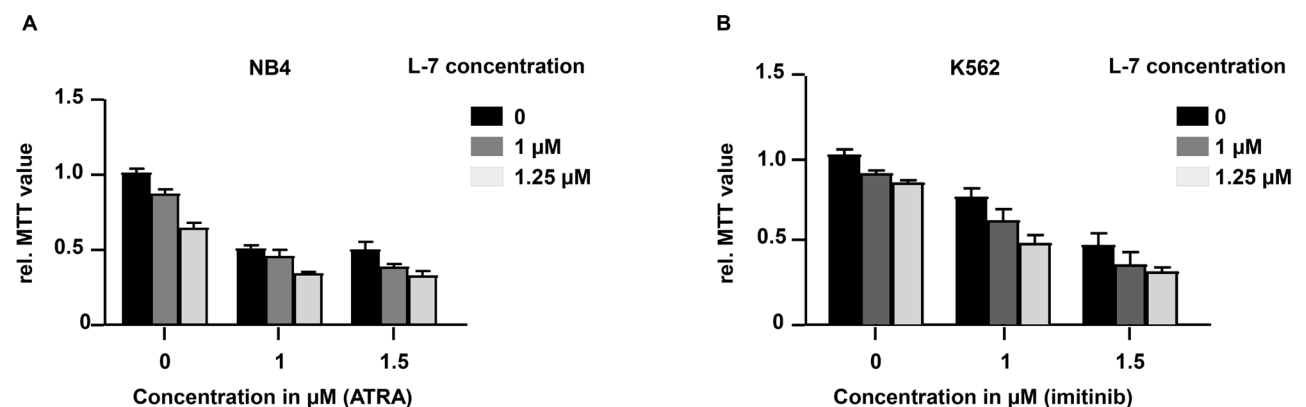 A
NB4
L-7 concentration
0
1 µM
1.25 µM
rel. MTT value
1.5
1.0
0.5
0
0
1
1.5
Concentration in µM (ATRA)
B
K562
L-7 concentration
0
1 µM
1.25 µM
rel. MTT value
1.5
1.0
0.5
0
0
1
1.5
Concentration in µM (imitinib)